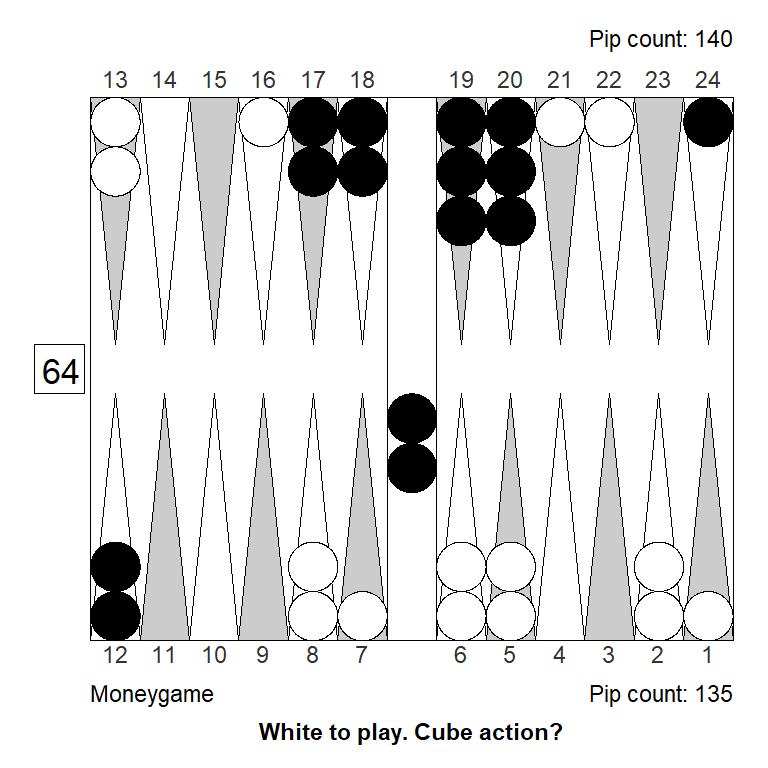 Pip count: 140
13 14 15 16 17 18 19 20 21 22 23 24
64
12 11 10 9 8 7 6 5 4 3 2 1
Moneygame Pip count: 135
White to play. Cube action?